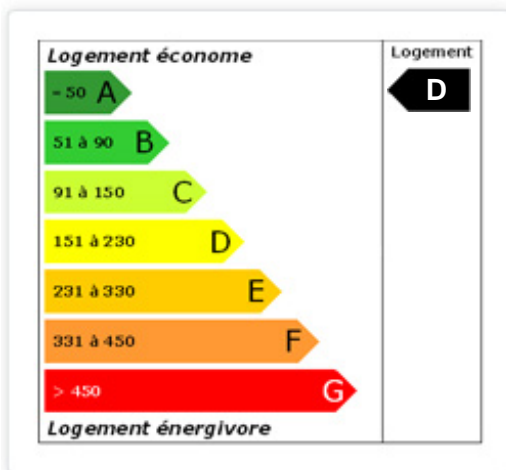 Logement économe
Logement
D
- 50 A
51 à 90 B
91 à 150 C
151 à 230 D
231 à 330 E
331 à 450 F
> 450 G
Logement énergivore